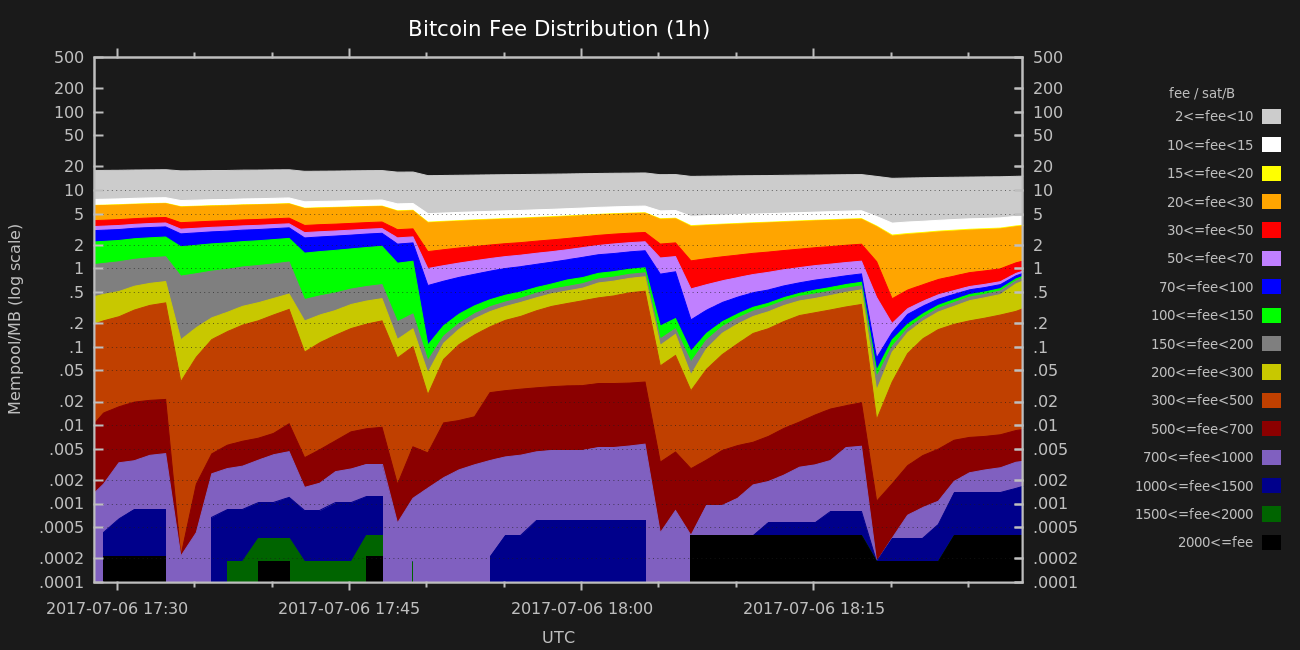 Bitcoin Fee Distribution (1h)
500 500
200 200
100 100
50 50
20 20
10 10
5 5
2 2
1 1
.5 .5
.2 .2
.1 .1
.05 .05
.02 .02
.01 .01
.005 .005
.002 .002
.001 .001
.0005 .0005
.0002 .0002
.0001 .0001
Mempool/MB (log scale)
2017-07-06 17:30 2017-07-06 17:45 2017-07-06 18:00 2017-07-06 18:15
UTC
fee / sat/B
2<=fee<10
10<=fee<15
15<=fee<20
20<=fee<30
30<=fee<50
50<=fee<70
70<=fee<100
100<=fee<150
150<=fee<200
200<=fee<300
300<=fee<500
500<=fee<700
700<=fee<1000
1000<=fee<1500
1500<=fee<2000
2000<=fee